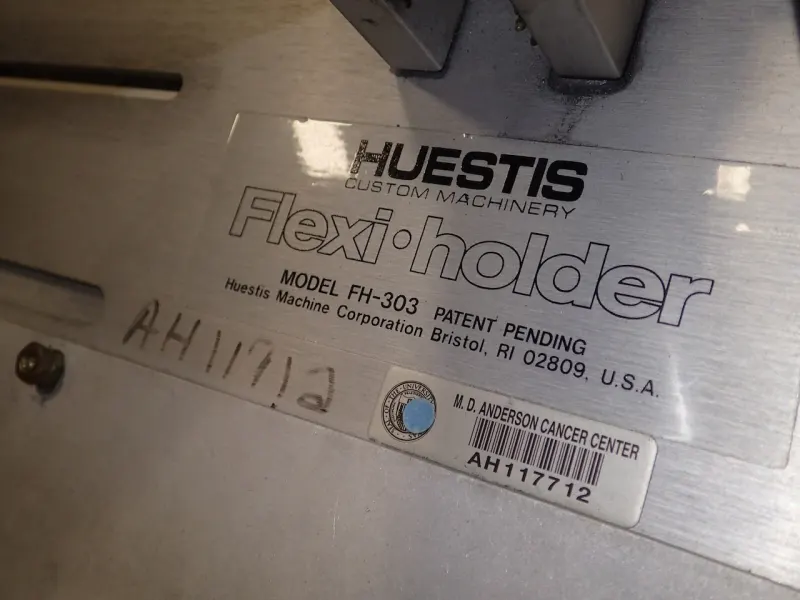 HUESTIS
CUSTOM MACHINERY
Flexi·holder
MODEL FH-303 PATENT PENDING
Huestis Machine Corporation Bristol, RI 02809, U.S.A.
AH11712
M. D. ANDERSON CANCER CENTER
AH117712